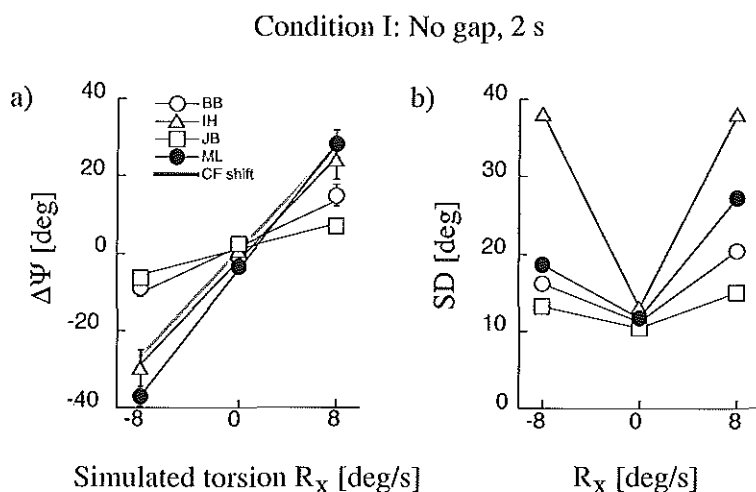 Condition I: No gap, 2 s
a)
40
20
0
-20
-40
ΔΨ [deg]
BB
IH
JB
ML
CF shift
-8 0 8
Simulated torsion Rx [deg/s]
b)
40
30
20
10
0
SD [deg]
-8 0 8
Rx [deg/s]